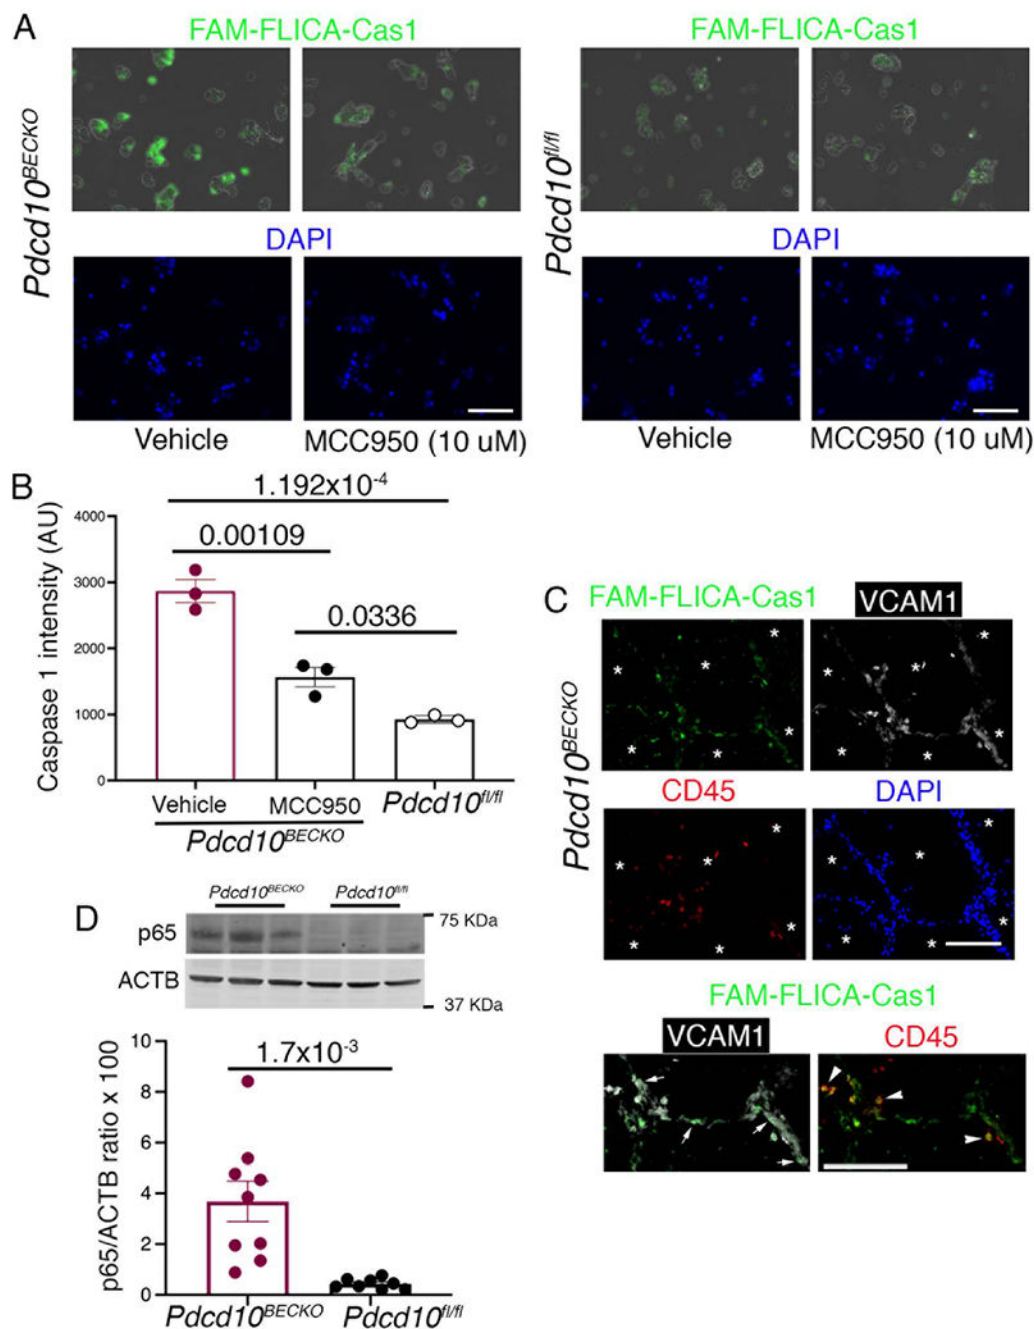 A
FAM-FLICA-Cas1
FAM-FLICA-Cas1
Pdcd10BECKO
Pdcd10fl/fl
DAPI
DAPI
Vehicle
MCC950 (10 uM)
Vehicle
MCC950 (10 uM)
B
1.192x10-4
0.00109
0.0336
Caspase 1 intensity (AU)
4000
3000
2000
1000
0
Vehicle
MCC950
Pdcd10fl/fl
Pdcd10BECKO
C
FAM-FLICA-Cas1
VCAM1
Pdcd10BECKO
CD45
DAPI
FAM-FLICA-Cas1
VCAM1
CD45
D
Pdcd10BECKO
Pdcd10fl/fl
75 KDa
p65
ACTB
37 KDa
1.7x10-3
p65/ACTB ratio x 100
10
8
6
4
2
0
Pdcd10BECKO
Pdcd10fl/fl